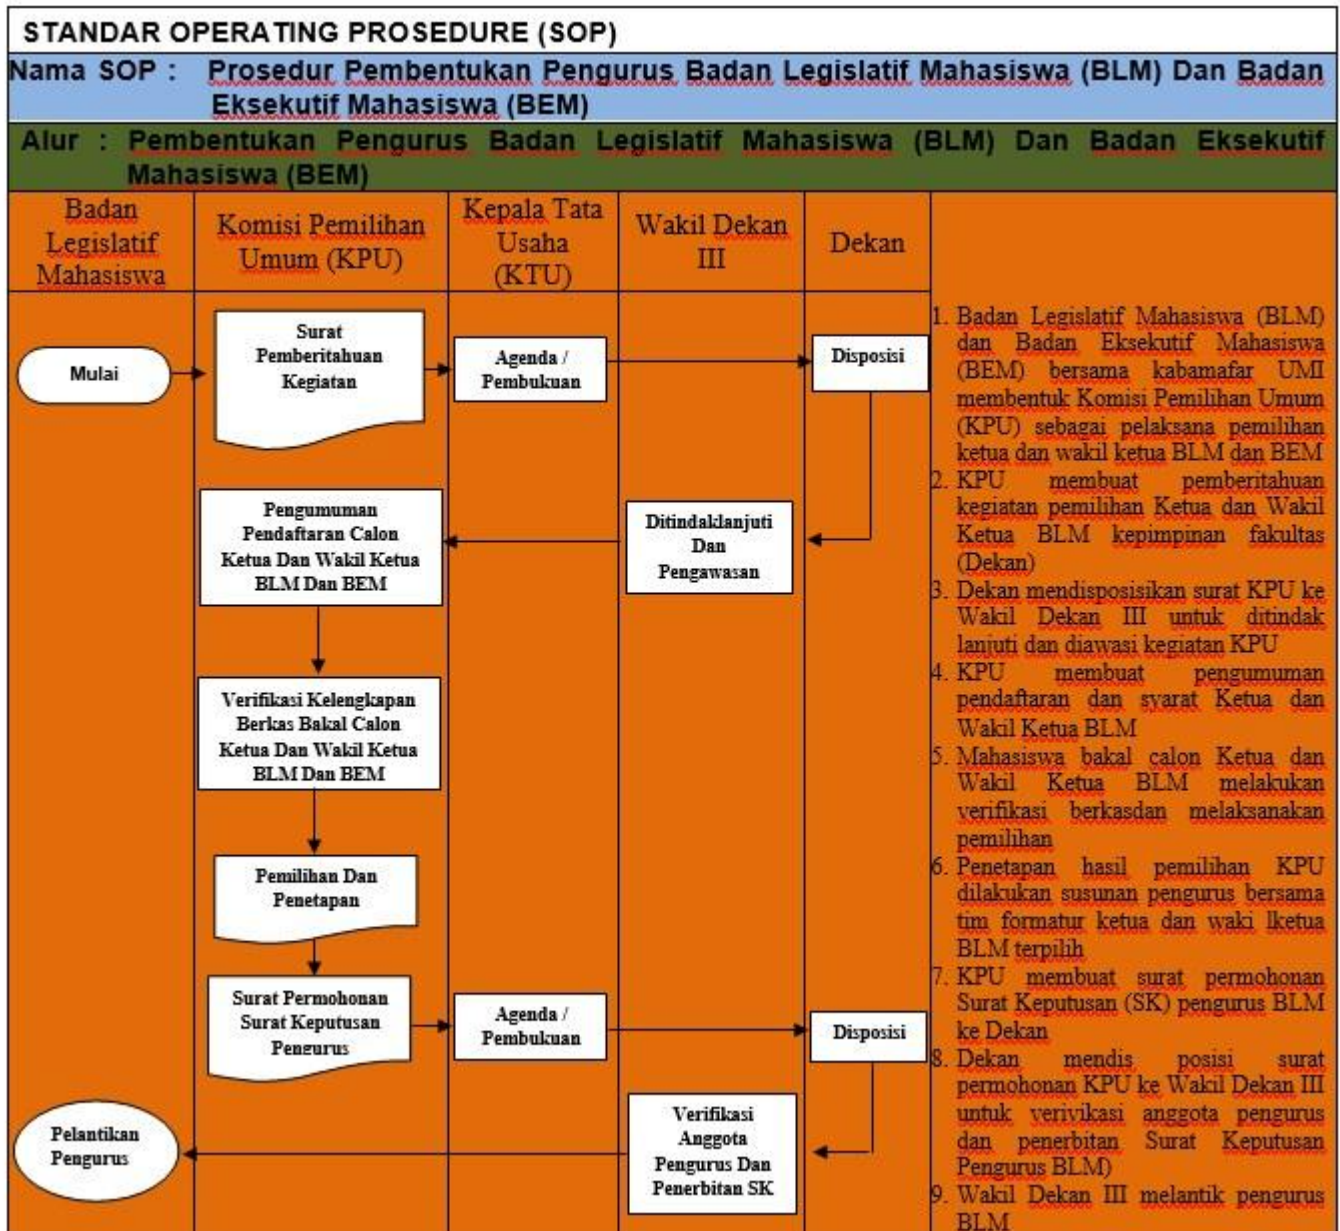 STANDAR OPERATING PROSEDURE (SOP)
Nama SOP : Prosedur Pembentukan Pengurus Badan Legislatif Mahasiswa (BLM) Dan Badan
Eksekutif Mahasiswa (BEM)
Alur : Pembentukan Pengurus Badan Legislatif Mahasiswa (BLM) Dan Badan Eksekutif
Mahasiswa (BEM)
Badan
Legislatif
Mahasiswa
Komisi Pemilihan
Umum (KPU)
Kepala Tata
Usaha
(KTU)
Wakil Dekan
III
Dekan
Mulai
Surat
Pemberitahuan
Kegiatan
Agenda /
Pembukuan
Disposisi
Ditindaklanjuti
Dan
Pengawasan
Pengumuman
Pendaftaran Calon
Ketua Dan Wakil Ketua
BLM Dan BEM
Verifikasi Kelengkapan
Berkas Bakal Calon
Ketua Dan Wakil Ketua
BLM Dan BEM
Pemilihan Dan
Penetapan
Surat Permohonan
Surat Keputusan
Pengurus
Agenda /
Pembukuan
Disposisi
Verifikasi
Anggota
Pengurus Dan
Penerbitan SK
Pelantikan
Pengurus
1. Badan Legislatif Mahasiswa (BLM)
dan Badan Eksekutif Mahasiswa
(BEM) bersama kabamafar UMI
membentuk Komisi Pemilihan Umum
(KPU) sebagai pelaksana pemilihan
ketua dan wakil ketua BLM dan BEM
2. KPU membuat pemberitahuan
kegiatan pemilihan Ketua dan Wakil
Ketua BLM kepimpinan fakultas
(Dekan)
3. Dekan mendisposisikan surat KPU ke
Wakil Dekan III untuk ditindak
lanjuti dan diawasi kegiatan KPU
4. KPU membuat pengumuman
pendaftaran dan syarat Ketua dan
Wakil Ketua BLM
5. Mahasiswa bakal calon Ketua dan
Wakil Ketua BLM melakukan
verifikasi berkasdan melaksanakan
pemilihan
6. Penetapan hasil pemilihan KPU
dilakukan susunan pengurus bersama
tim formatur ketua dan waki lketua
BLM terpilih
7. KPU membuat surat permohonan
Surat Keputusan (SK) pengurus BLM
ke Dekan
8. Dekan mendis posisi surat
permohonan KPU ke Wakil Dekan III
untuk verivikasi anggota pengurus
dan penerbitan Surat Keputusan
Pengurus BLM)
9. Wakil Dekan III melantik pengurus
BLM